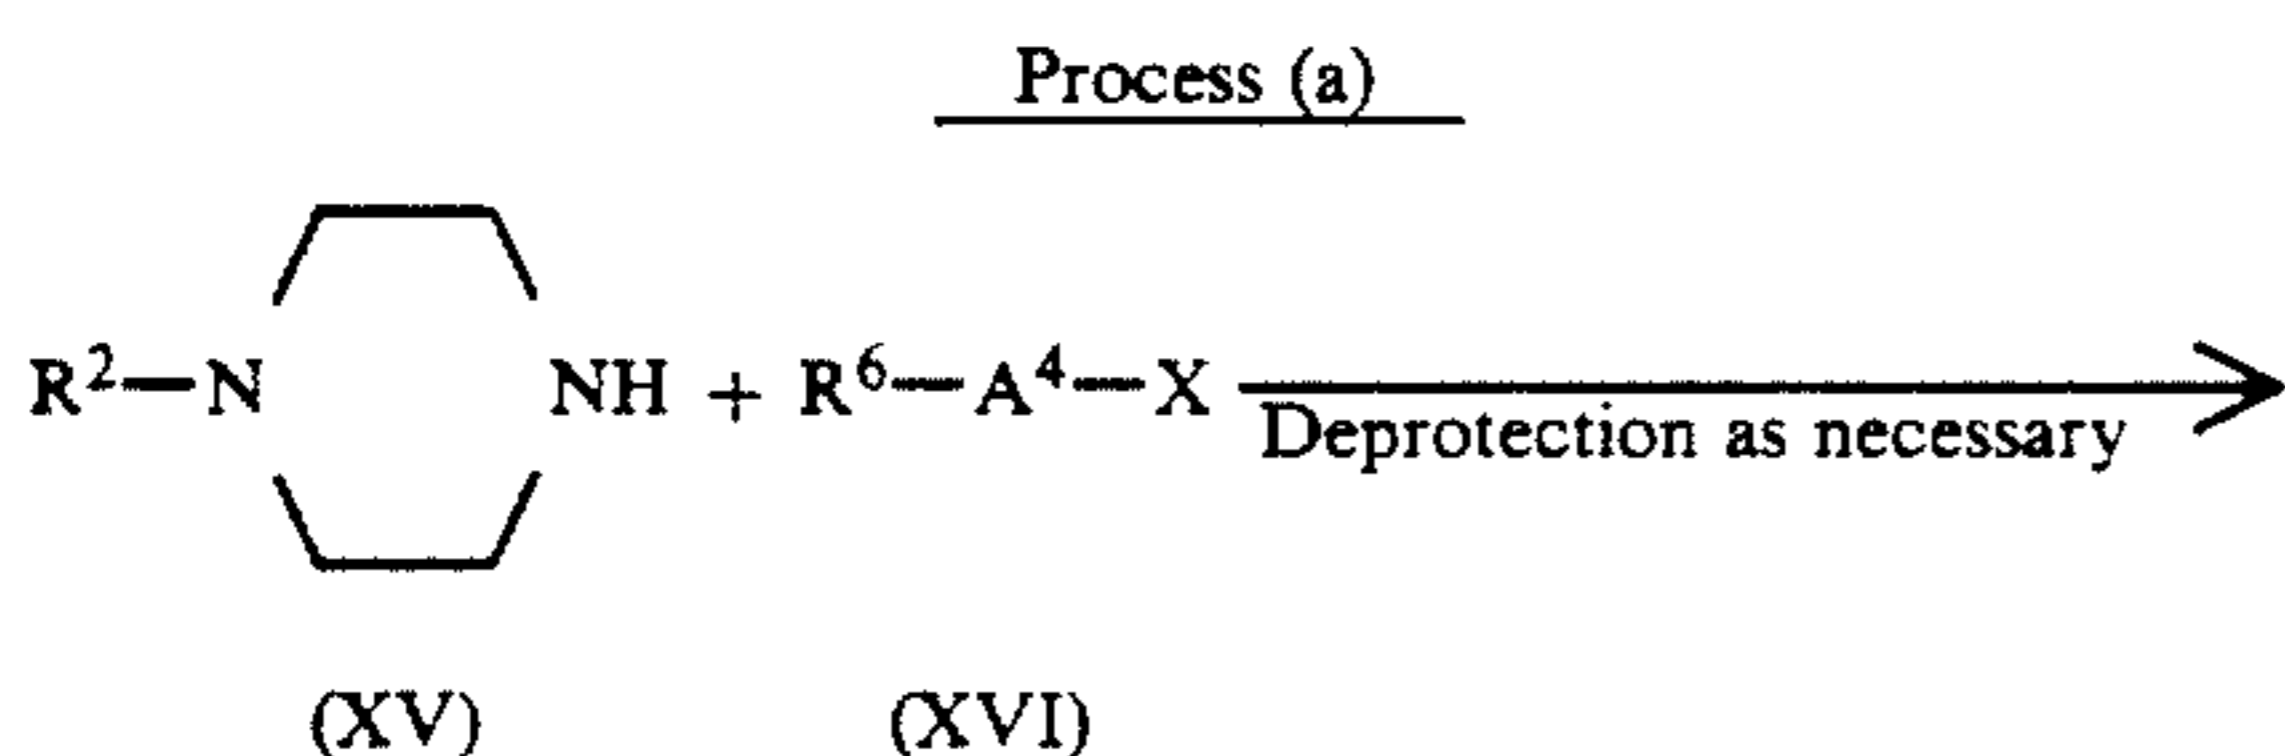 Process (a)
R²—N NH + R⁶—A⁴—X
Deprotection as necessary
(XV) (XVI)